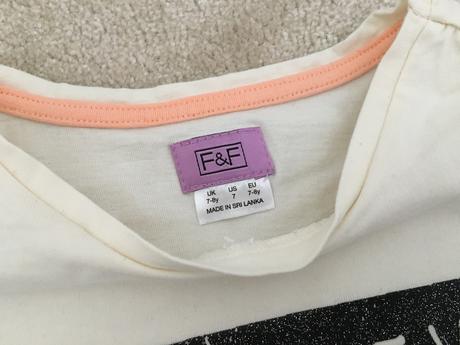 F&F
UK US EU
7-8y 7 7-8y
MADE IN SRI LANKA